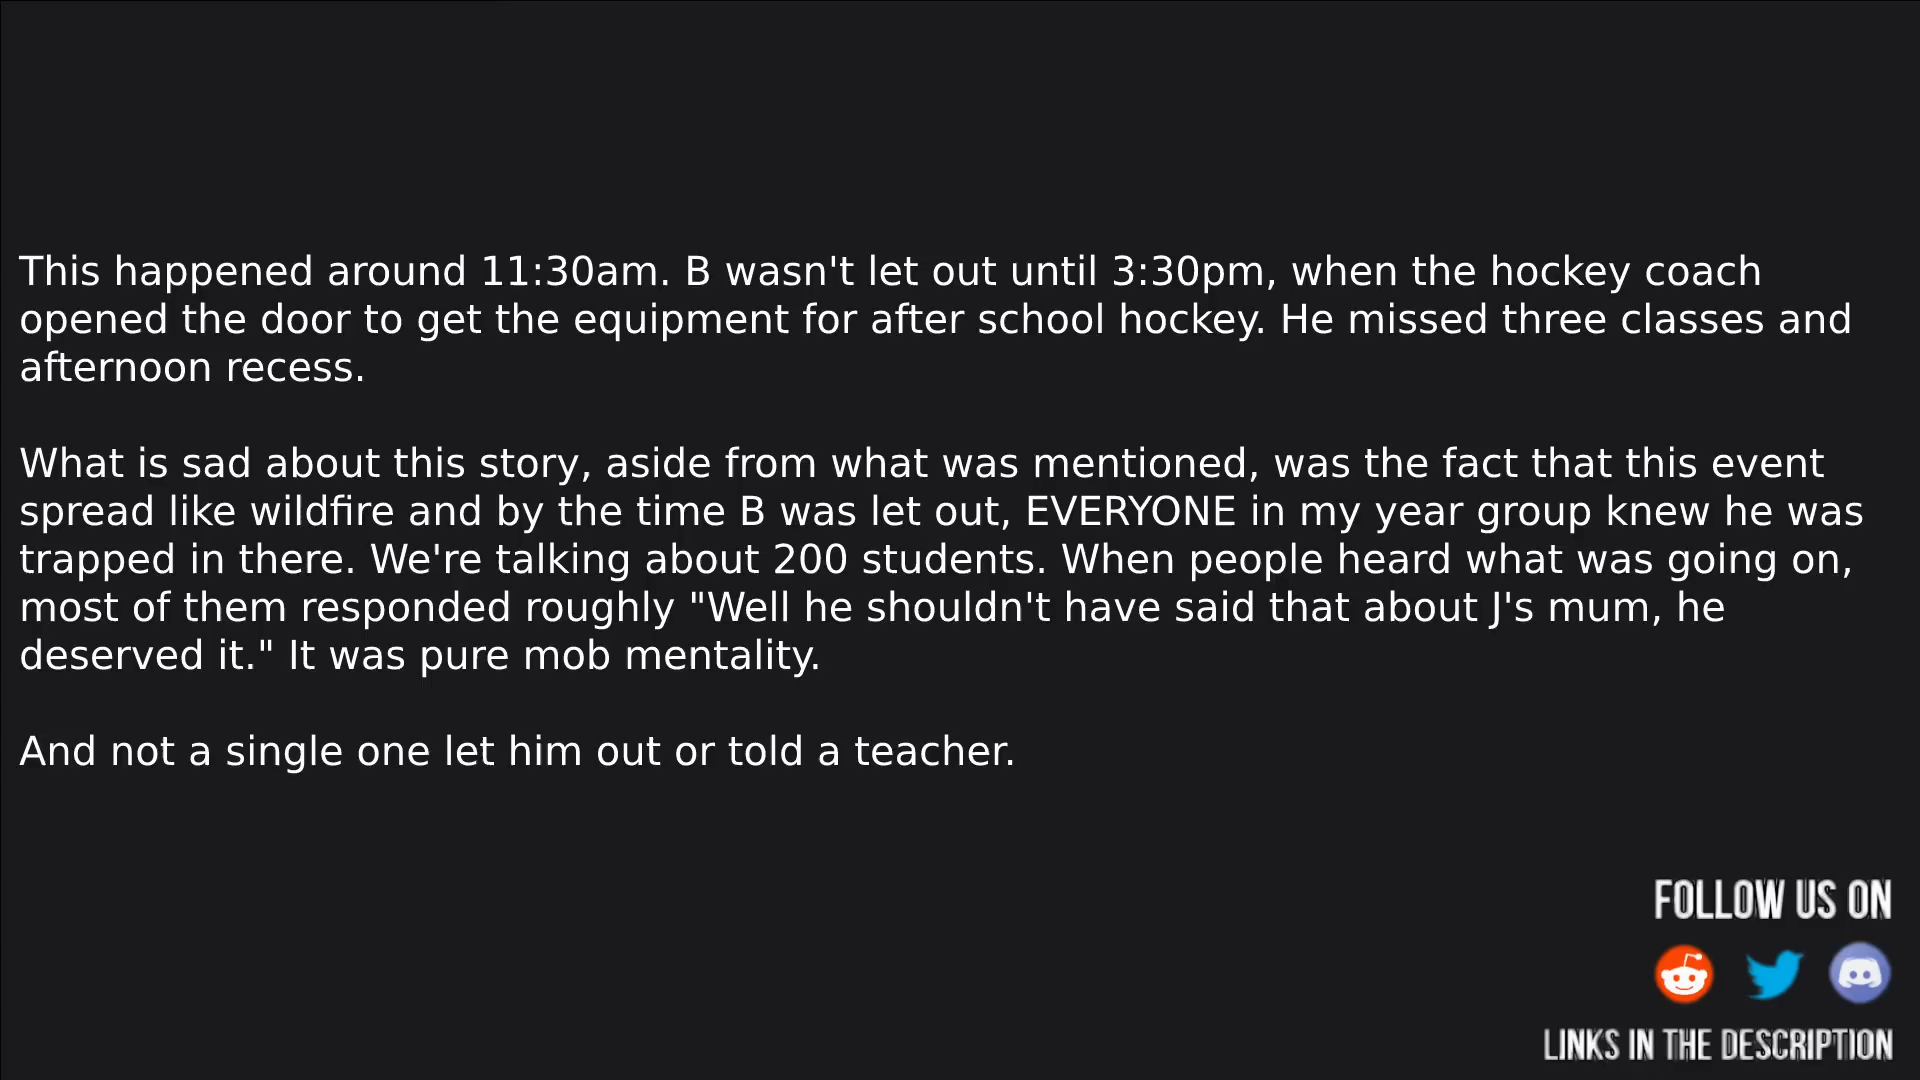 This happened around 11:30am. B wasn't let out until 3:30pm, when the hockey coach
opened the door to get the equipment for after school hockey. He missed three classes and
afternoon recess.
What is sad about this story, aside from what was mentioned, was the fact that this event
spread like wildfire and by the time B was let out, EVERYONE in my year group knew he was
trapped in there. We're talking about 200 students. When people heard what was going on,
most of them responded roughly "Well he shouldn't have said that about J's mum, he
deserved it." It was pure mob mentality.
And not a single one let him out or told a teacher.
FOLLOW US ON
LINKS IN THE DESCRIPTION